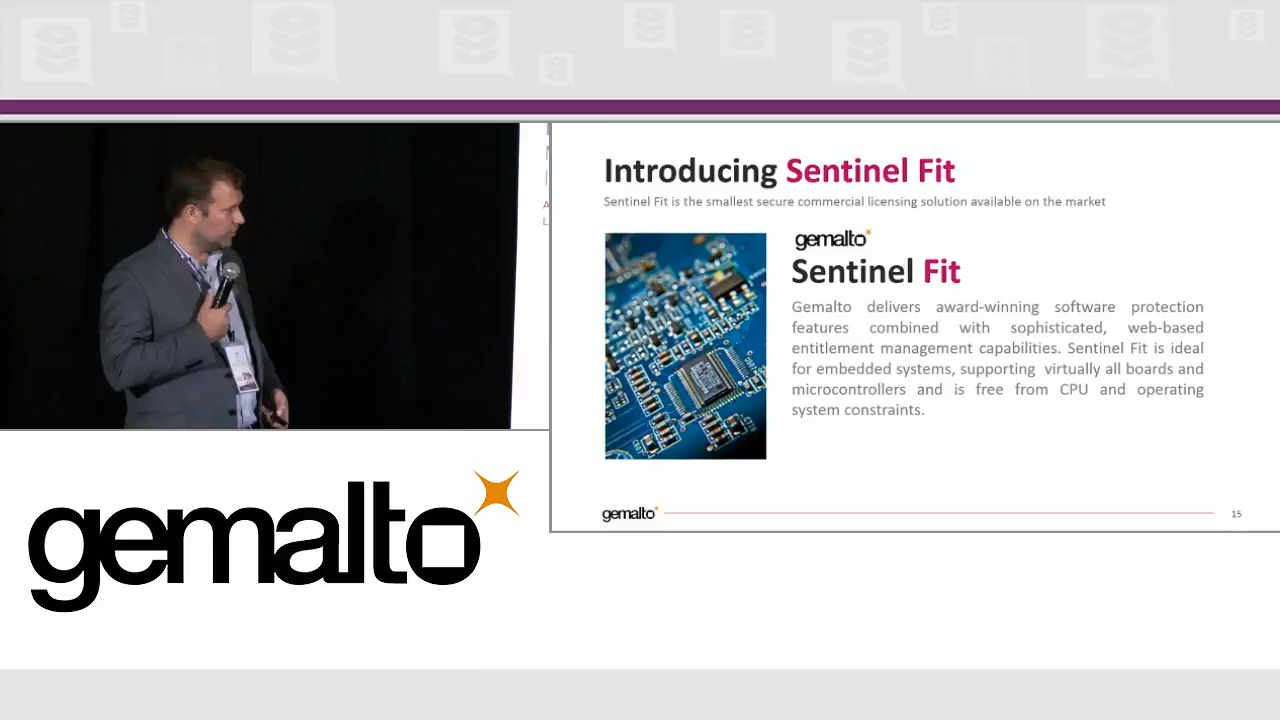 Introducing Sentinel Fit
Sentinel Fit is the smallest secure commercial licensing solution available on the market
gemalto
Sentinel Fit
Gemalto delivers award-winning software protection
features combined with sophisticated, web-based
entitlement management capabilities. Sentinel Fit is ideal
for embedded systems, supporting virtually all boards and
microcontrollers and is free from CPU and operating
system constraints.
gemalto
15
gemalto